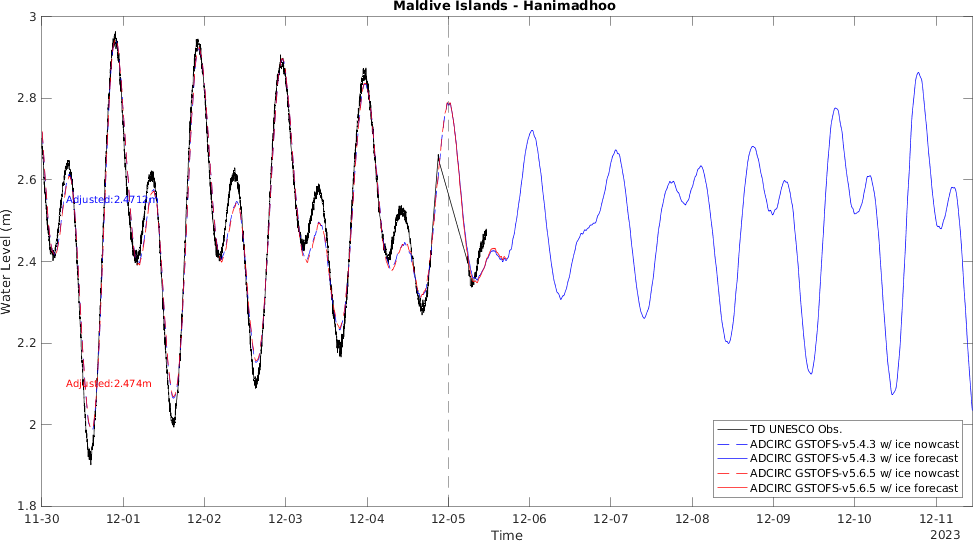 Maldive Islands - Hanimadhoo
3
2.8
2.6
2.4
2.2
2
1.8
Water Level (m)
Adjusted:2.4712m
Adjusted:2.474m
TD UNESCO Obs.
ADCIRC GSTOFS-v5.4.3 w/ ice nowcast
ADCIRC GSTOFS-v5.4.3 w/ ice forecast
ADCIRC GSTOFS-v5.6.5 w/ ice nowcast
ADCIRC GSTOFS-v5.6.5 w/ ice forecast
11-30 12-01 12-02 12-03 12-04 12-05 12-06 12-07 12-08 12-09 12-10 12-11
2023
Time